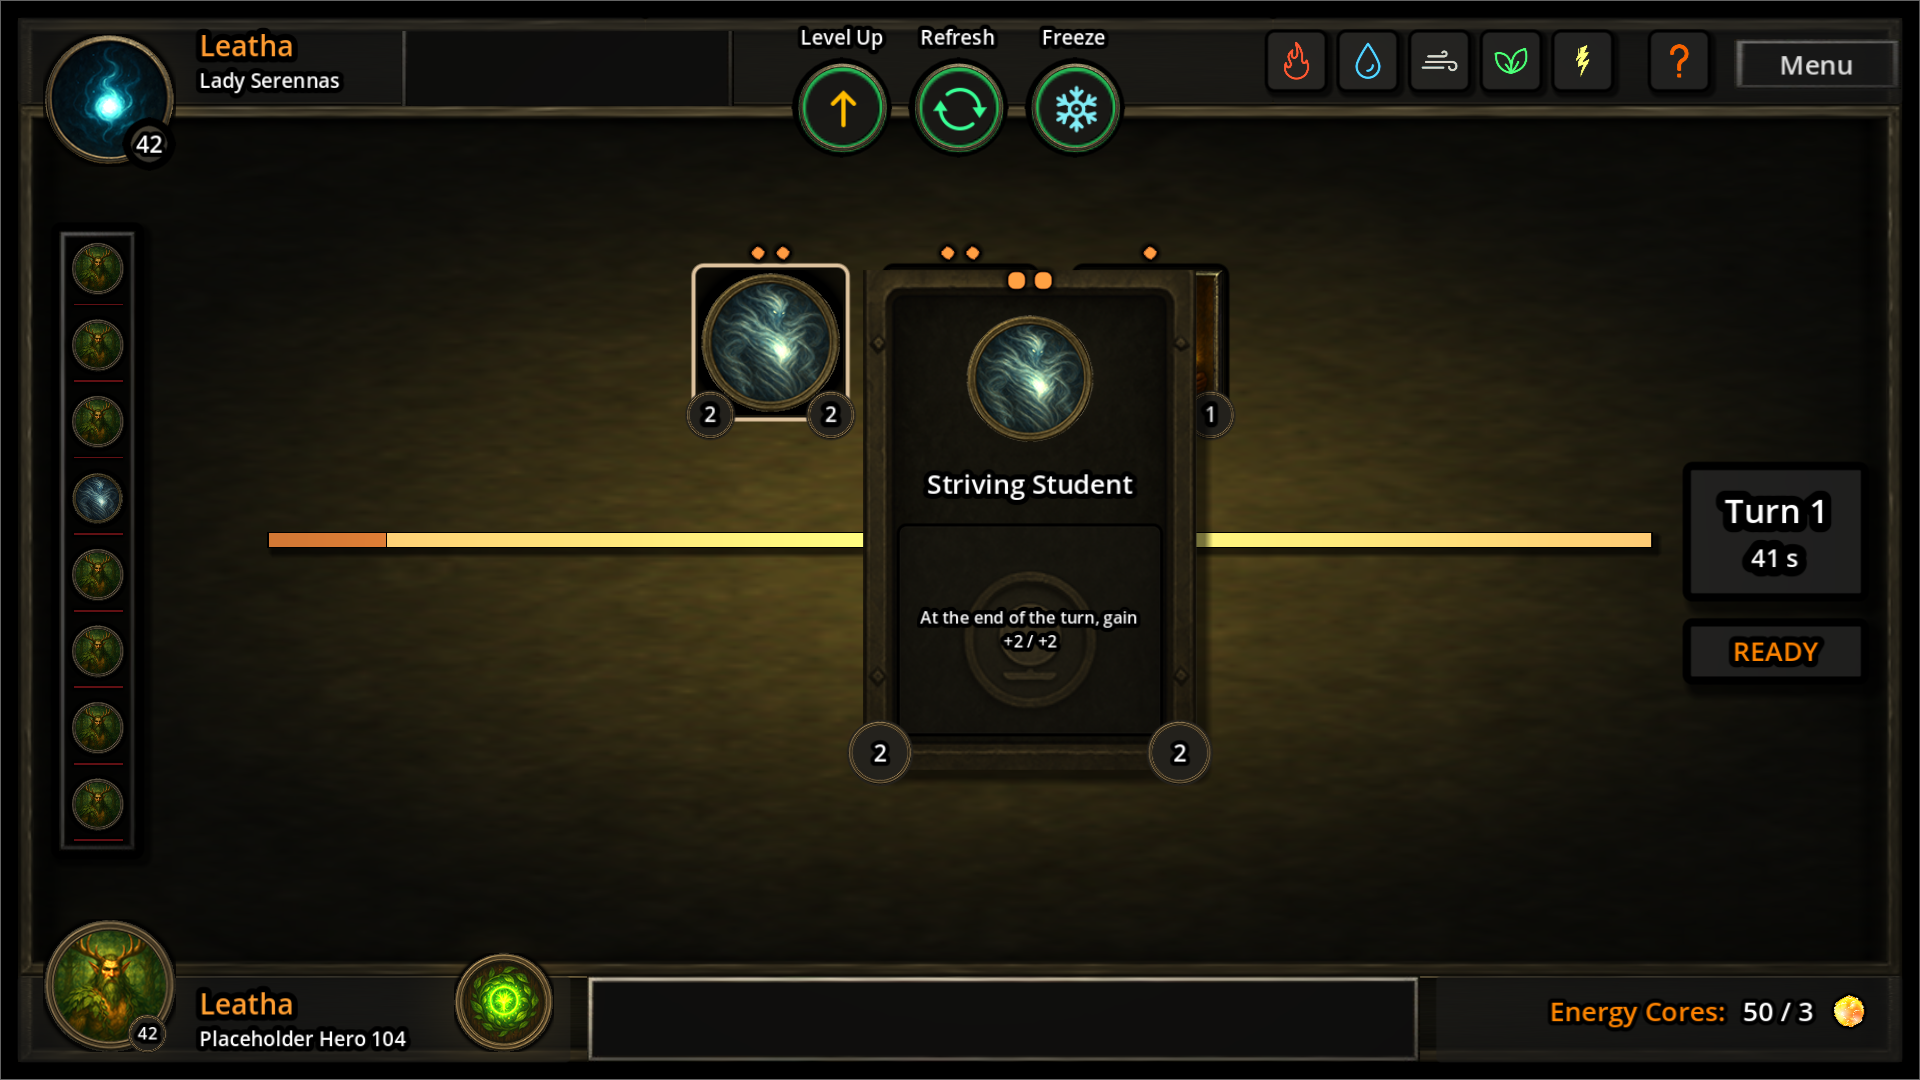 Leatha
Lady Serennas
42
Level Up
Refresh
Freeze
?
Menu
2
2
1
Striving Student
At the end of the turn, gain
+2 / +2
2
2
Turn 1
41 s
READY
Leatha
Placeholder Hero 104
42
Energy Cores: 50 / 3